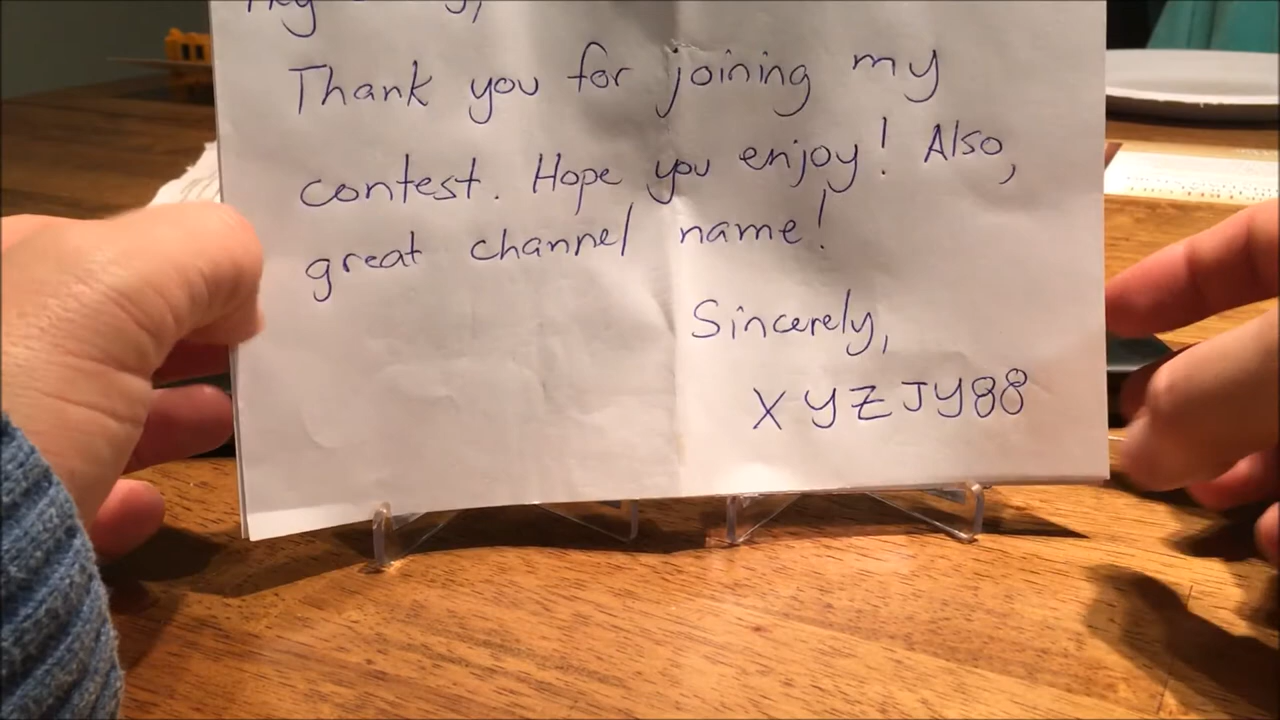 Thank you for joining my
contest. Hope you enjoy! Also,
great channel name!
Sincerely,
XYZJY88